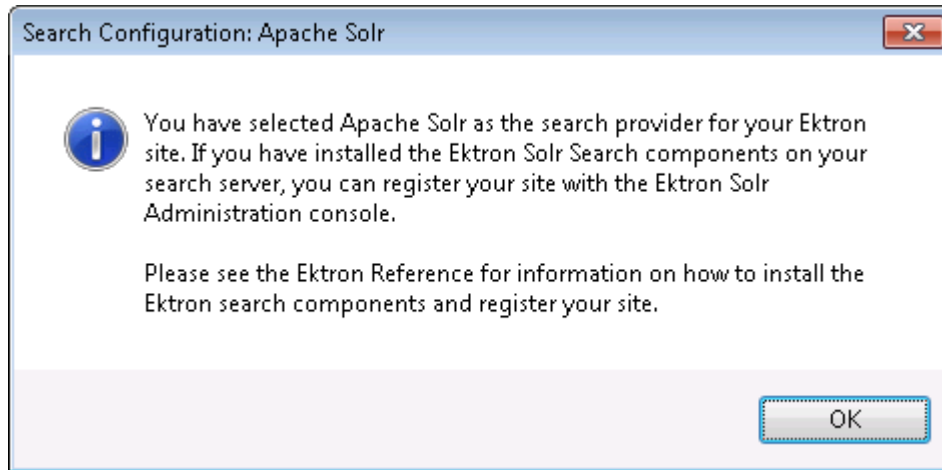 Search Configuration: Apache Solr
You have selected Apache Solr as the search provider for your Ektron
site. If you have installed the Ektron Solr Search components on your
search server, you can register your site with the Ektron Solr
Administration console.
Please see the Ektron Reference for information on how to install the
Ektron search components and register your site.
OK